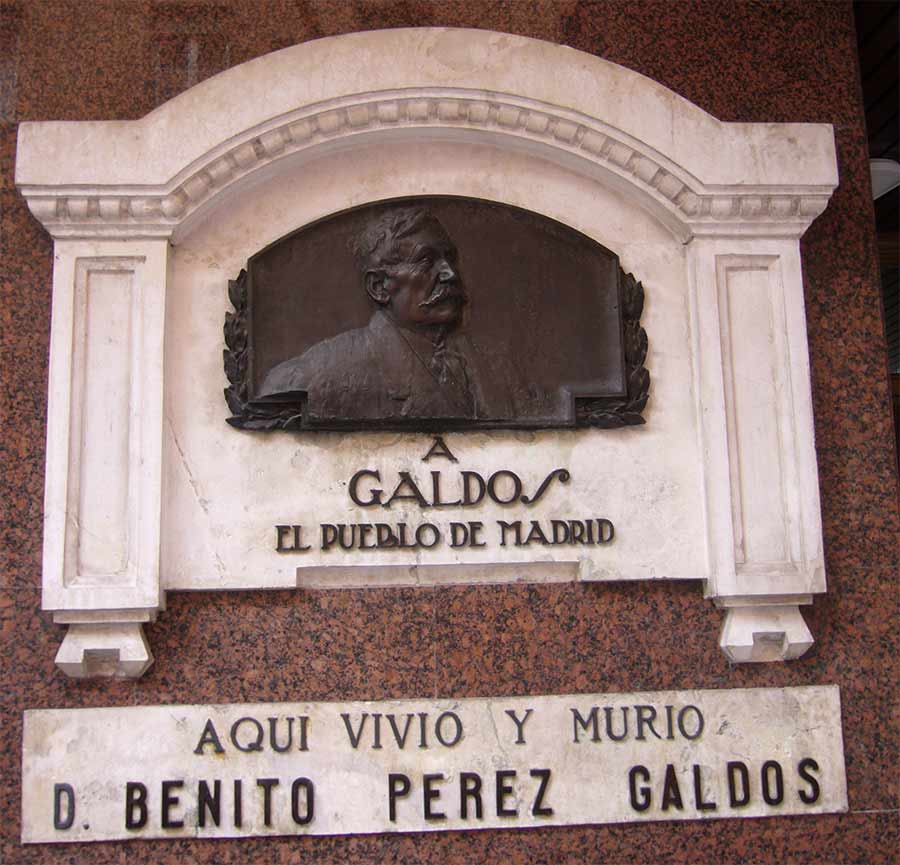 A
GALDOS
EL PUEBLO DE MADRID
AQUI VIVIO Y MURIO
D. BENITO PEREZ GALDOS